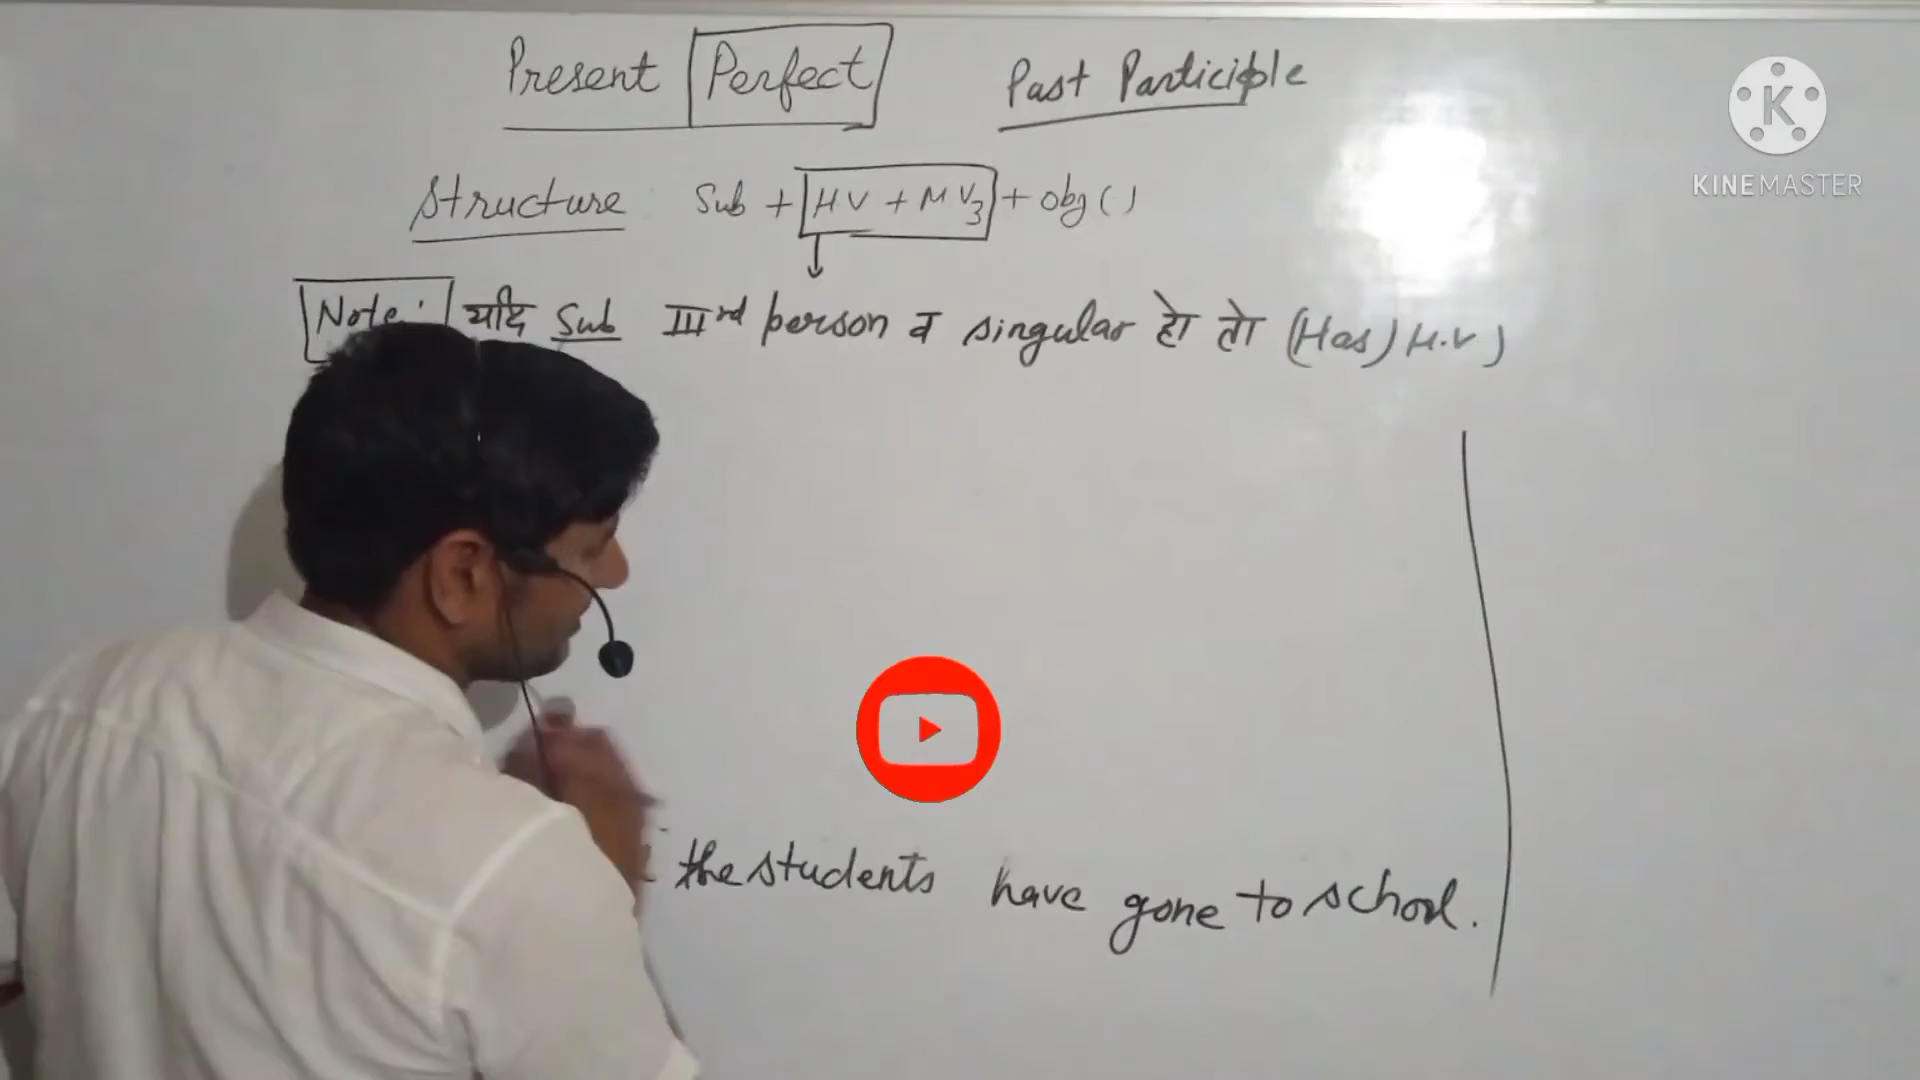 Present Perfect Past Participle
KINEMASTER
Structure Sub + HV + MV3 + obj ( )
Note: यदि Sub IIIrd person व singular हो तो (Has) H.V)
the students have gone to school.